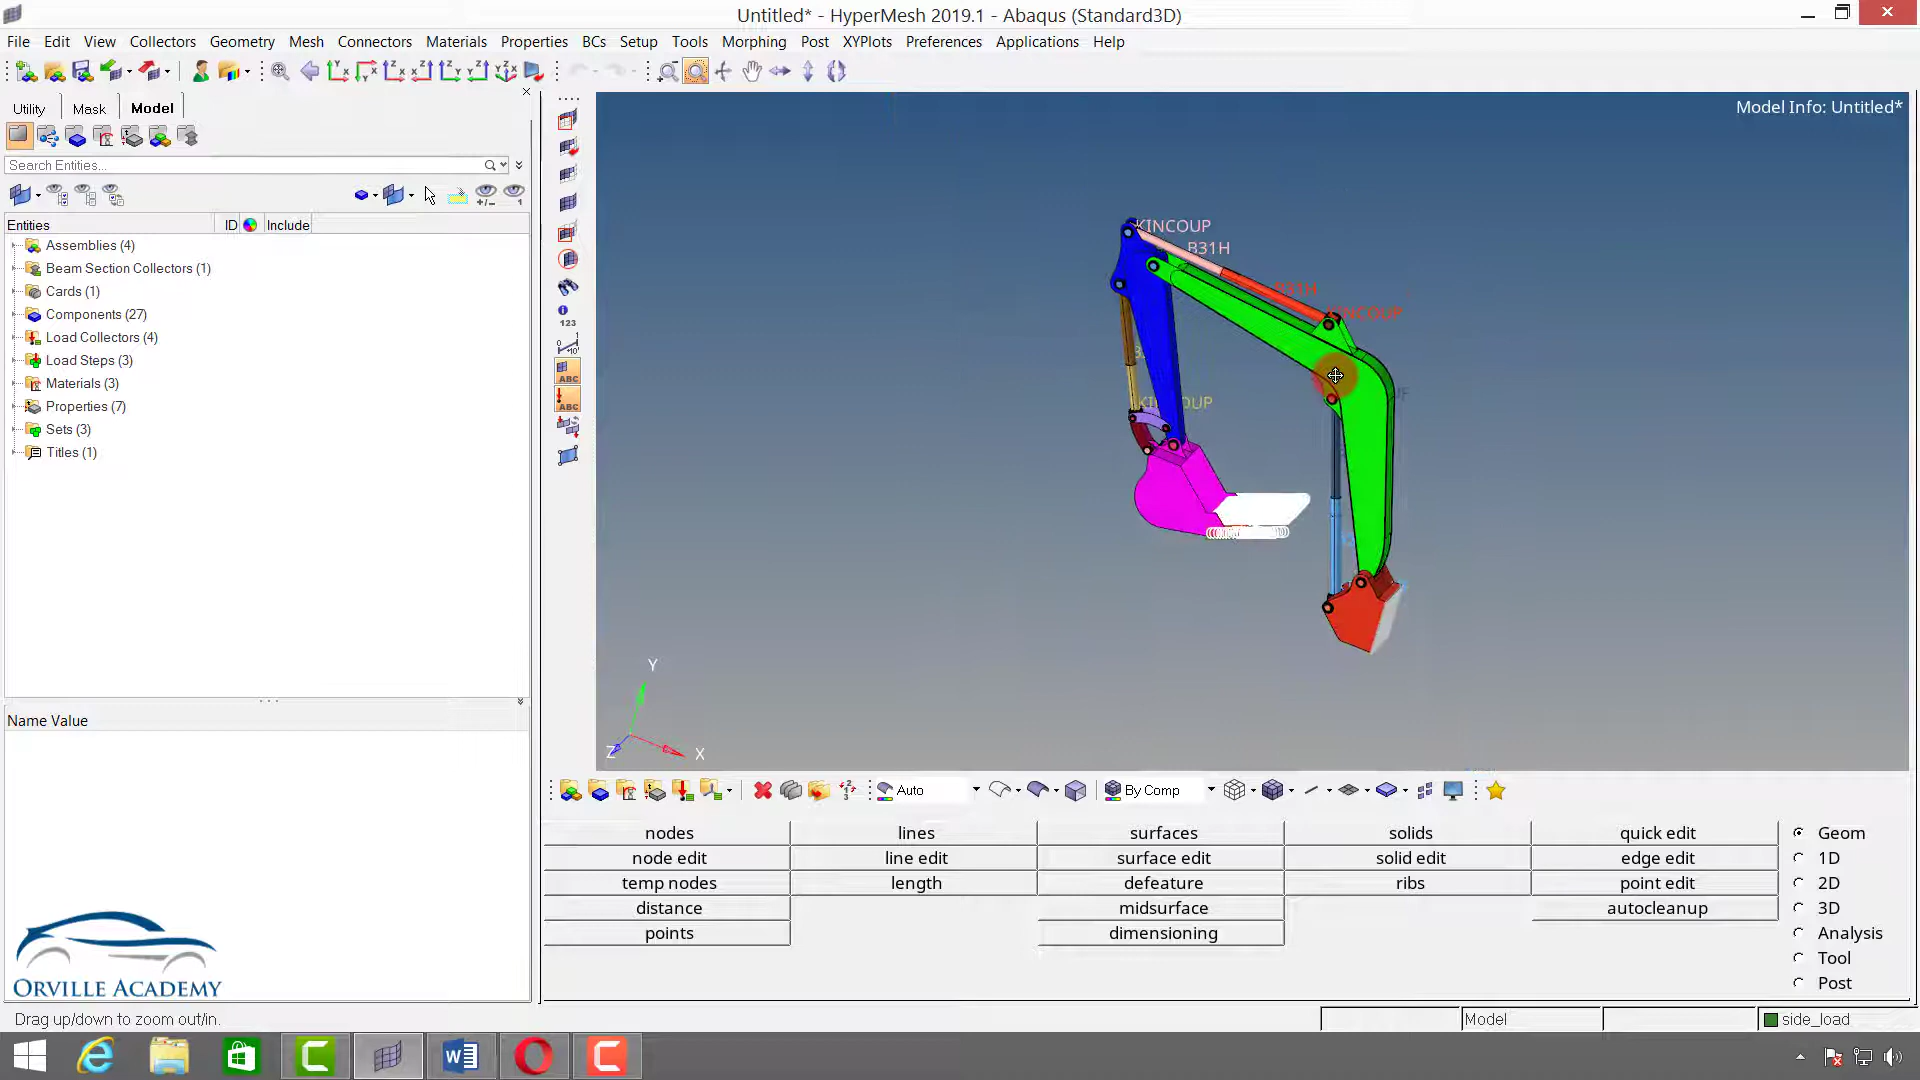 Untitled* - HyperMesh 2019.1 - Abaqus (Standard3D)
File Edit View Collectors Geometry Mesh Connectors Materials Properties BCs Setup Tools Morphing Post XYPlots Preferences Applications Help
Utility Mask Model
Search Entities...
Entities ID Include
Assemblies (4)
Beam Section Collectors (1)
Cards (1)
Components (27)
Load Collectors (4)
Load Steps (3)
Materials (3)
Properties (7)
Sets (3)
Titles (1)
Name Value
ORVILLE ACADEMY
123
ABC
ABC
Model Info: Untitled*
KINCOUP
B31H
B31H
KINCOUP
Y
Z
X
Auto
By Comp
nodes lines surfaces solids quick edit Geom
node edit line edit surface edit solid edit edge edit 1D
temp nodes length defeature ribs point edit 2D
distance midsurface autocleanup 3D
points dimensioning Analysis
Tool
Post
Drag up/down to zoom out/in.
Model
side_load